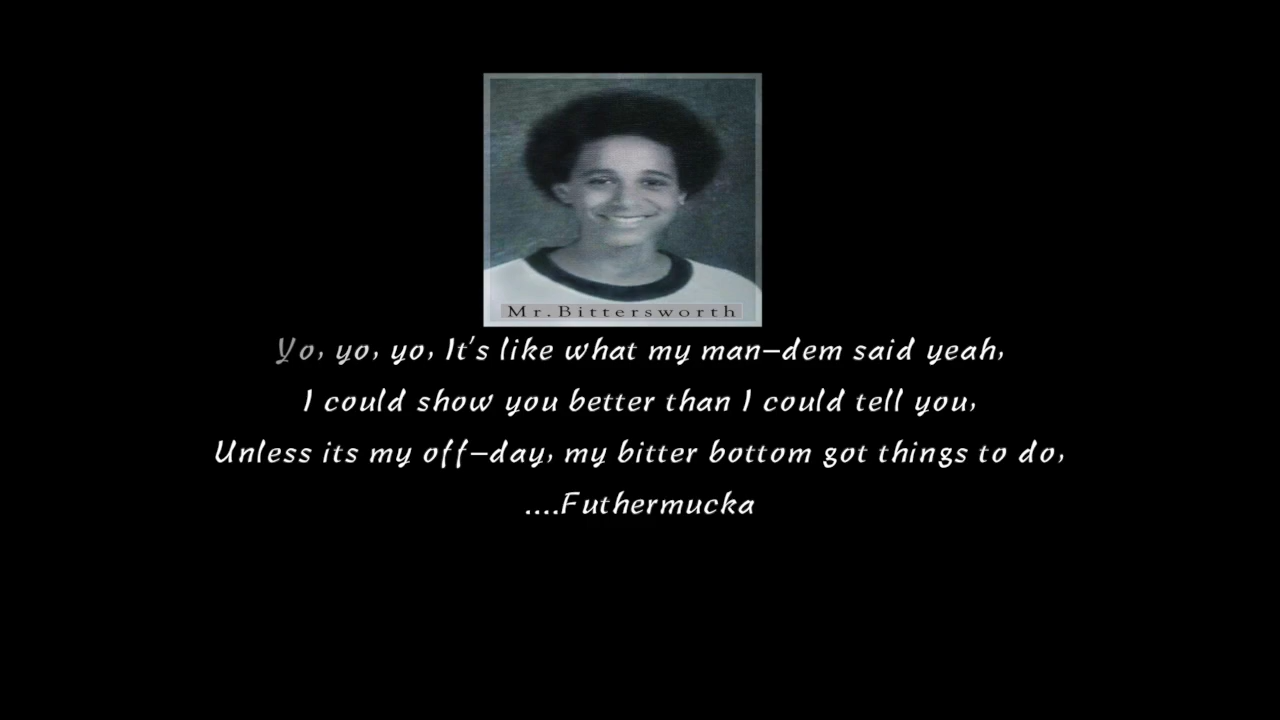 Mr.Bittersworth
Yo, yo, yo, It's like what my man-dem said yeah,
I could show you better than I could tell you,
Unless its my off-day, my bitter bottom got things to do,
....Futhermucka